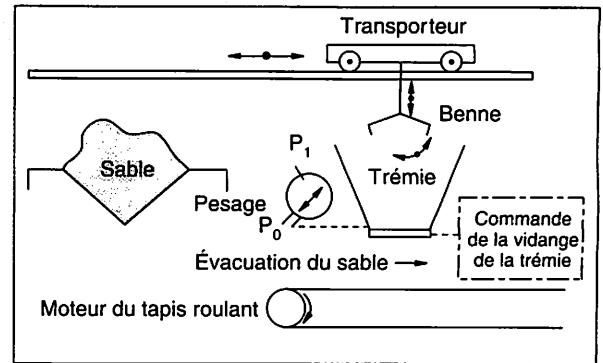 Transporteur
Benne
P1
Sable
Trémie
Pesage
P0
Commande
de la vidange
de la trémie
Évacuation du sable
Moteur du tapis roulant